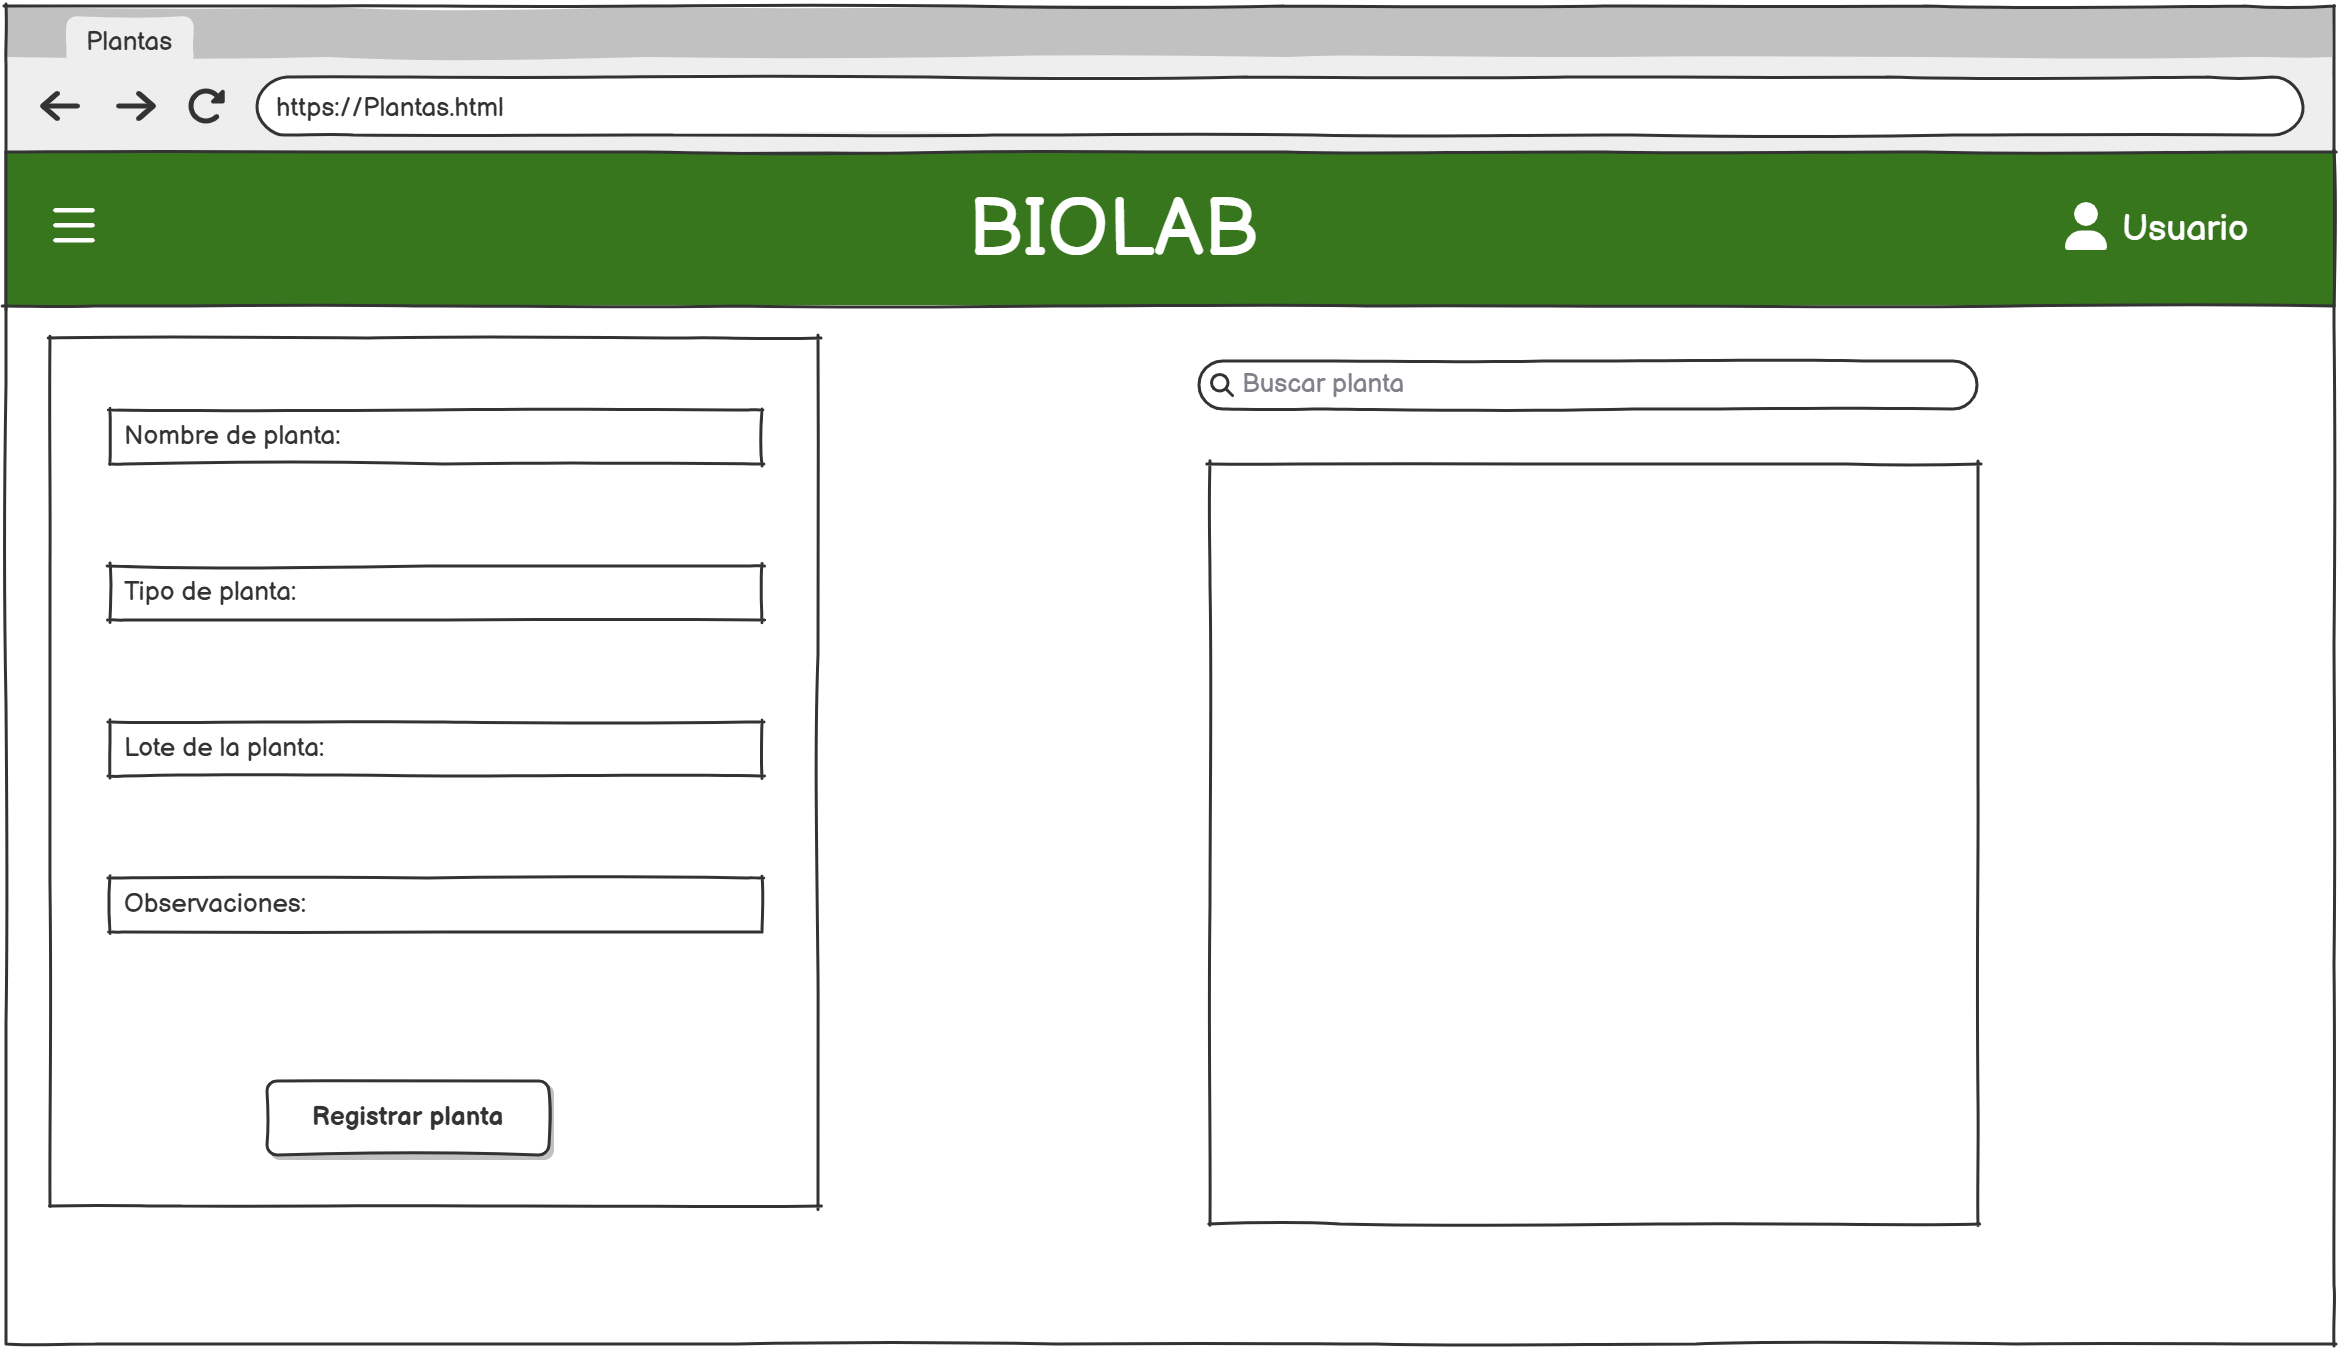 Plantas
https://Plantas.html
BIOLAB
Usuario
Nombre de planta:
Tipo de planta:
Lote de la planta:
Observaciones:
Registrar planta
Buscar planta